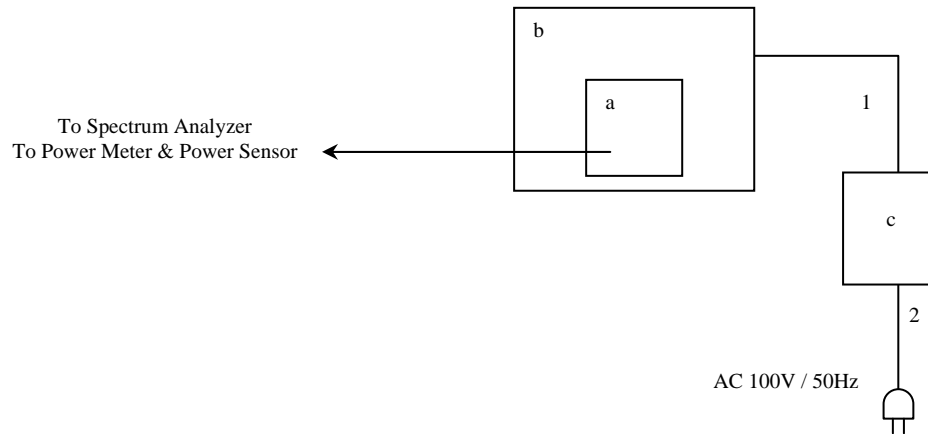 b
a
1
To Spectrum Analyzer
To Power Meter & Power Sensor
c
2
AC 100V / 50Hz